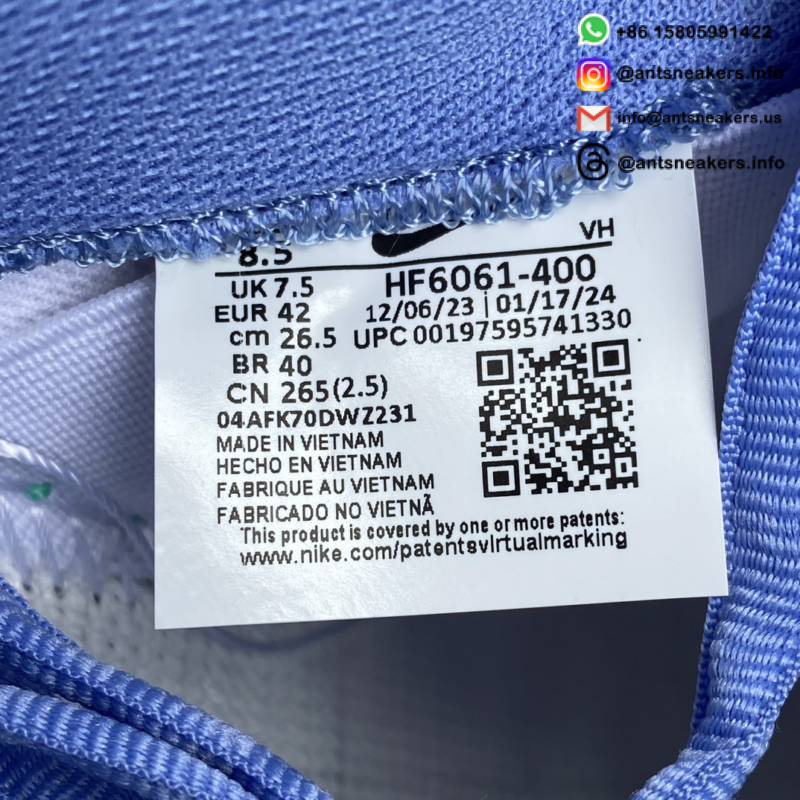 +86 15805991422
@antsneakers.info
info@antsneakers.us
@antsneakers.info
8.5
VH
UK 7.5
HF6061-400
EUR 42
12/06/23 | 01/17/24
cm 26.5
UPC 00197595741330
BR 40
CN 265 (2.5)
04AFK70DWZ231
MADE IN VIETNAM
HECHO EN VIETNAM
FABRIQUE AU VIETNAM
FABRICADO NO VIETNÃ
This product is covered by one or more patents:
www.nike.com/patentsvirtualmarking